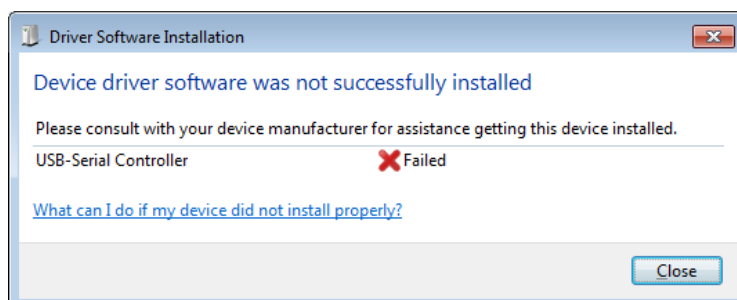 Driver Software Installation
Device driver software was not successfully installed
Please consult with your device manufacturer for assistance getting this device installed.
USB-Serial Controller Failed
What can I do if my device did not install properly?
Close